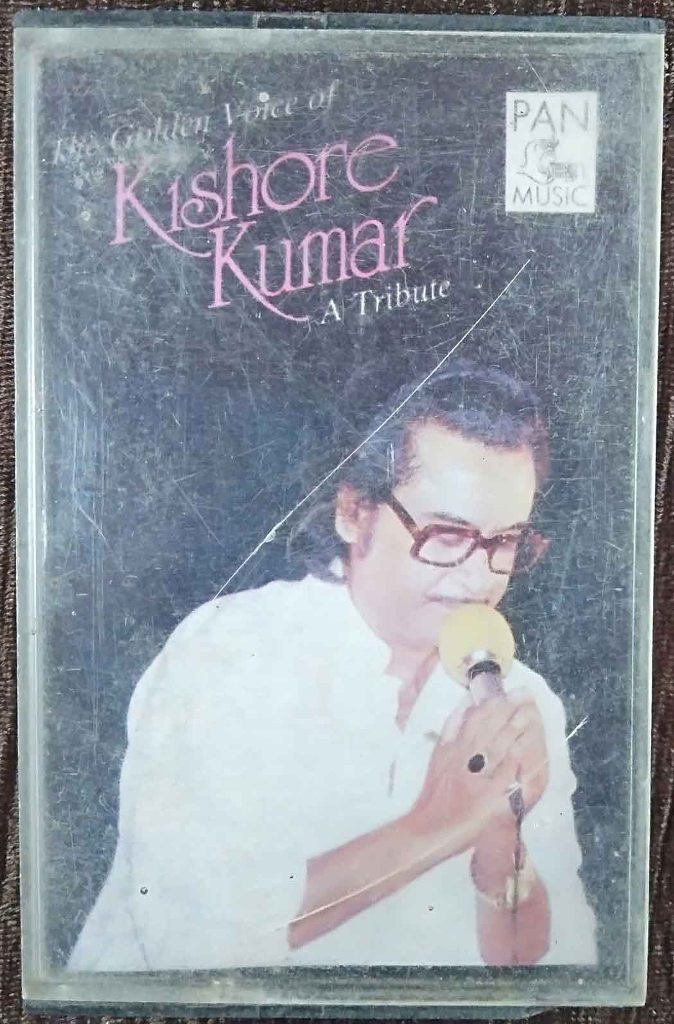 The Golden Voice of
Kishore
Kumar
A Tribute
PAN
MUSIC